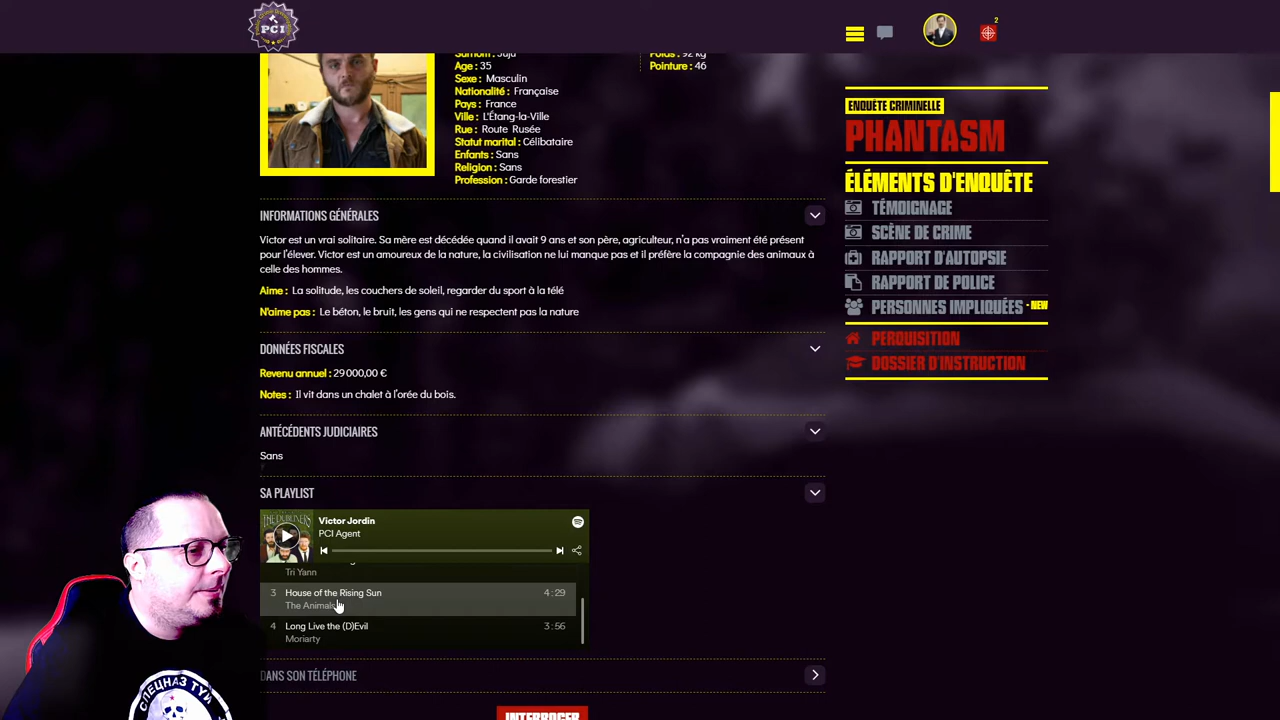 PCI
2
Surnom : Juju
Poids : 92 kg
Age : 35
Pointure : 46
Sexe : Masculin
Nationalité : Française
Pays : France
Ville : L'Étang-la-Ville
Rue : Route Rusée
Statut marital : Célibataire
Enfants : Sans
Religion : Sans
Profession : Garde forestier
INFORMATIONS GÉNÉRALES
Victor est un vrai solitaire. Sa mère est décédée quand il avait 9 ans et son père, agriculteur, n'a pas vraiment été présent
pour l'élever. Victor est un amoureux de la nature, la civilisation ne lui manque pas et il préfère la compagnie des animaux à
celle des hommes.
Aime : La solitude, les couchers de soleil, regarder du sport à la télé
N'aime pas : Le béton, le bruit, les gens qui ne respectent pas la nature
DONNÉES FISCALES
Revenu annuel : 29 000,00 €
Notes : Il vit dans un chalet à l'orée du bois.
ANTÉCÉDENTS JUDICIAIRES
Sans
SA PLAYLIST
THE DUBLINERS
Victor Jordin
PCI Agent
Tri Yann
3 House of the Rising Sun 4:29
The Animals
4 Long Live the (D)Evil 3:56
Moriarty
DANS SON TÉLÉPHONE
INTERROGER
ENQUÊTE CRIMINELLE
PHANTASM
ÉLÉMENTS D'ENQUÊTE
TÉMOIGNAGE
SCÈNE DE CRIME
RAPPORT D'AUTOPSIE
RAPPORT DE POLICE
PERSONNES IMPLIQUÉES - NEW
PERQUISITION
DOSSIER D'INSTRUCTION
СПЕЦНАЗ ТУЛ